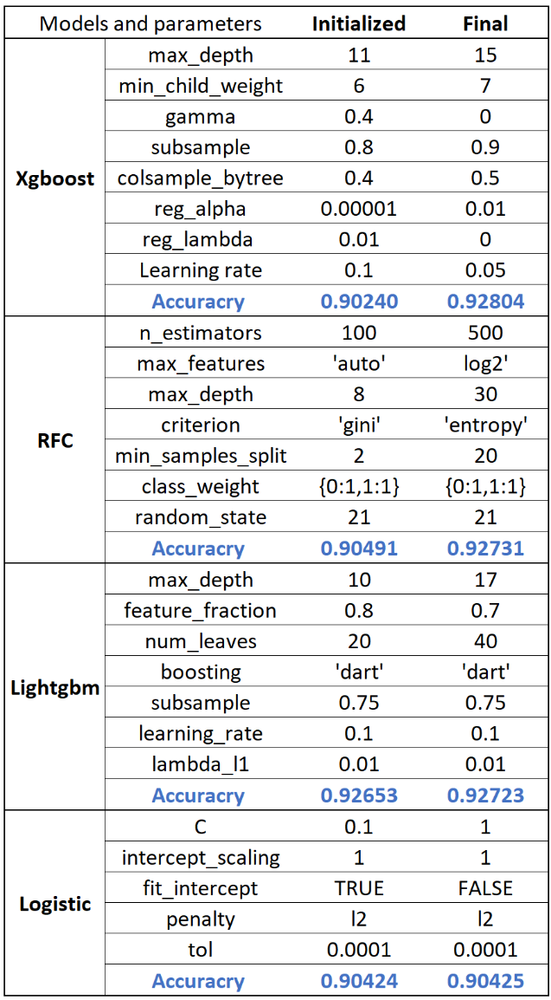 Models and parameters Initialized Final
Xgboost
max_depth 11 15
min_child_weight 6 7
gamma 0.4 0
subsample 0.8 0.9
colsample_bytree 0.4 0.5
reg_alpha 0.00001 0.01
reg_lambda 0.01 0
Learning rate 0.1 0.05
Accuracry 0.90240 0.92804
RFC
n_estimators 100 500
max_features 'auto' log2'
max_depth 8 30
criterion 'gini' 'entropy'
min_samples_split 2 20
class_weight {0:1,1:1} {0:1,1:1}
random_state 21 21
Accuracry 0.90491 0.92731
Lightgbm
max_depth 10 17
feature_fraction 0.8 0.7
num_leaves 20 40
boosting 'dart' 'dart'
subsample 0.75 0.75
learning_rate 0.1 0.1
lambda_l1 0.01 0.01
Accuracry 0.92653 0.92723
Logistic
C 0.1 1
intercept_scaling 1 1
fit_intercept TRUE FALSE
penalty l2 l2
tol 0.0001 0.0001
Accuracry 0.90424 0.90425